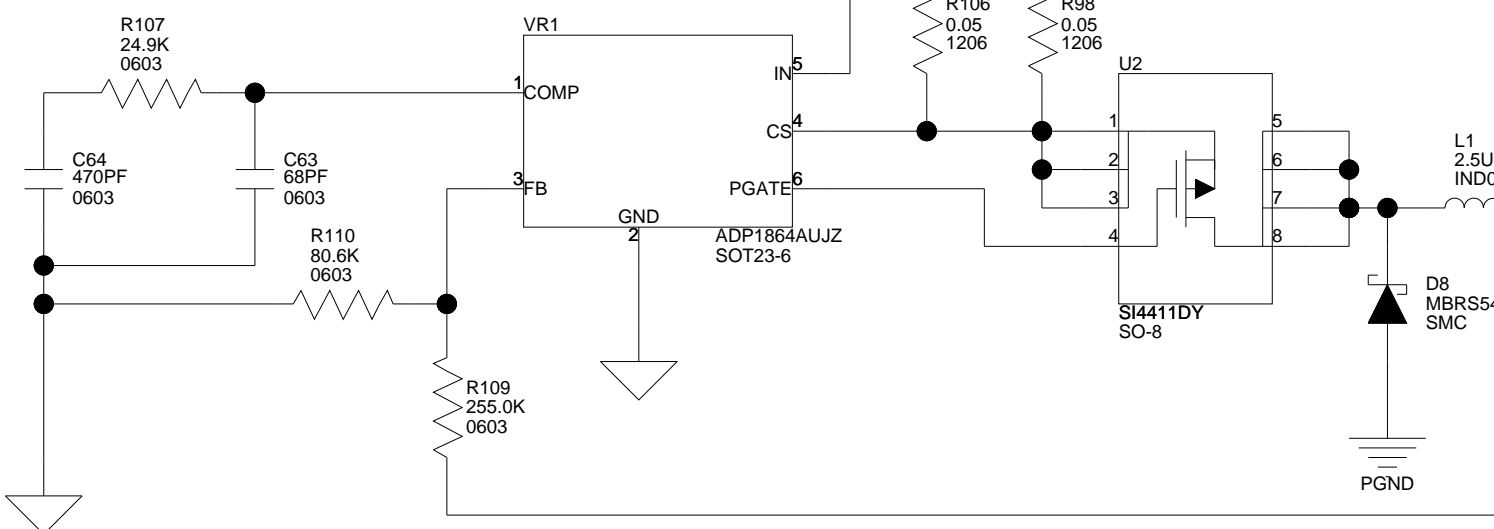 R107
24.9K
0603
VR1
R106
0.05
1206
R98
0.05
1206
U2
1
COMP
5
IN
4
CS
6
PGATE
3
FB
GND
2
ADP1864AUJZ
SOT23-6
C64
470PF
0603
C63
68PF
0603
R110
80.6K
0603
1
2
3
4
5
6
7
8
SI4411DY
SO-8
L1
2.5U
IND0
D8
MBRS54
SMC
R109
255.0K
0603
PGND